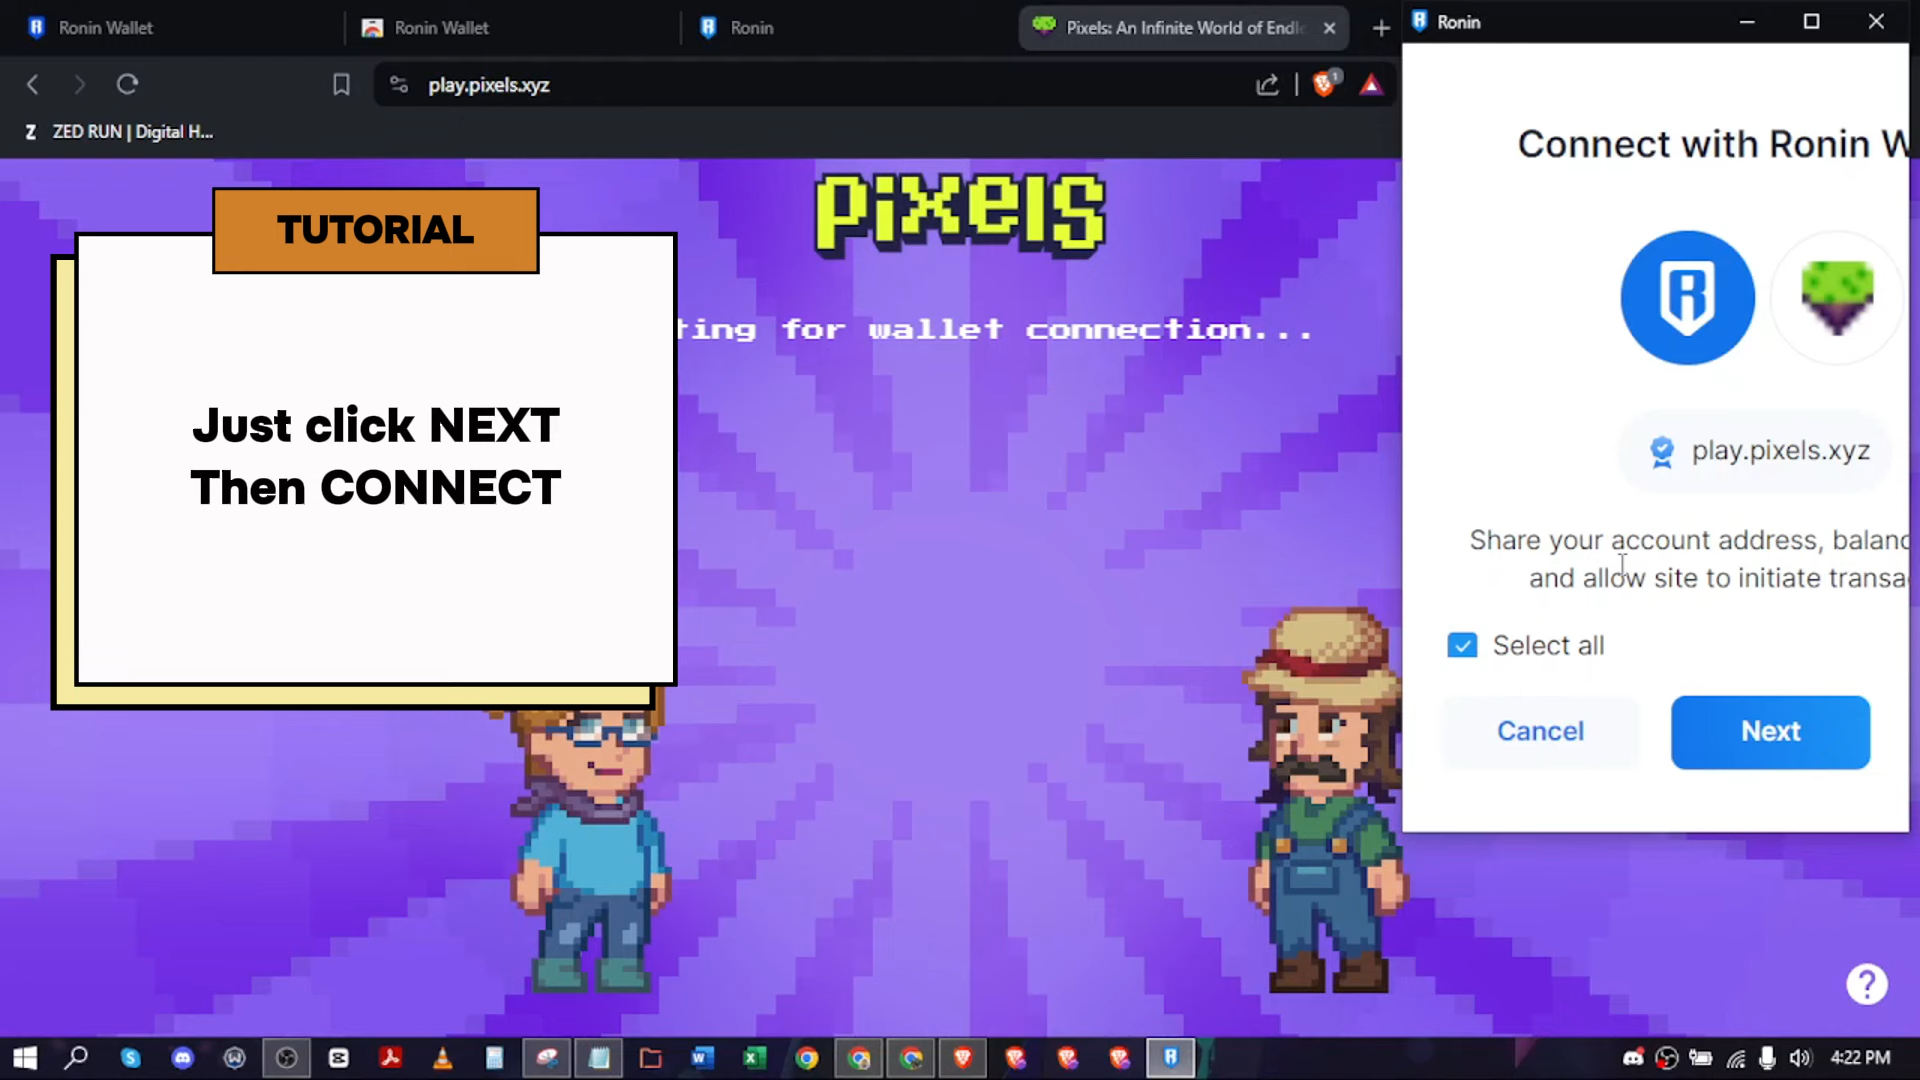 Ronin Wallet
Ronin Wallet
Ronin
Pixels: An Infinite World of Endle
Ronin
play.pixels.xyz
1
Z ZED RUN | Digital H...
pixels
ting for wallet connection...
TUTORIAL
Just click NEXT
Then CONNECT
Connect with Ronin W
play.pixels.xyz
Share your account address, balanc
and allow site to initiate transa
Select all
Cancel
Next
?
4:22 PM